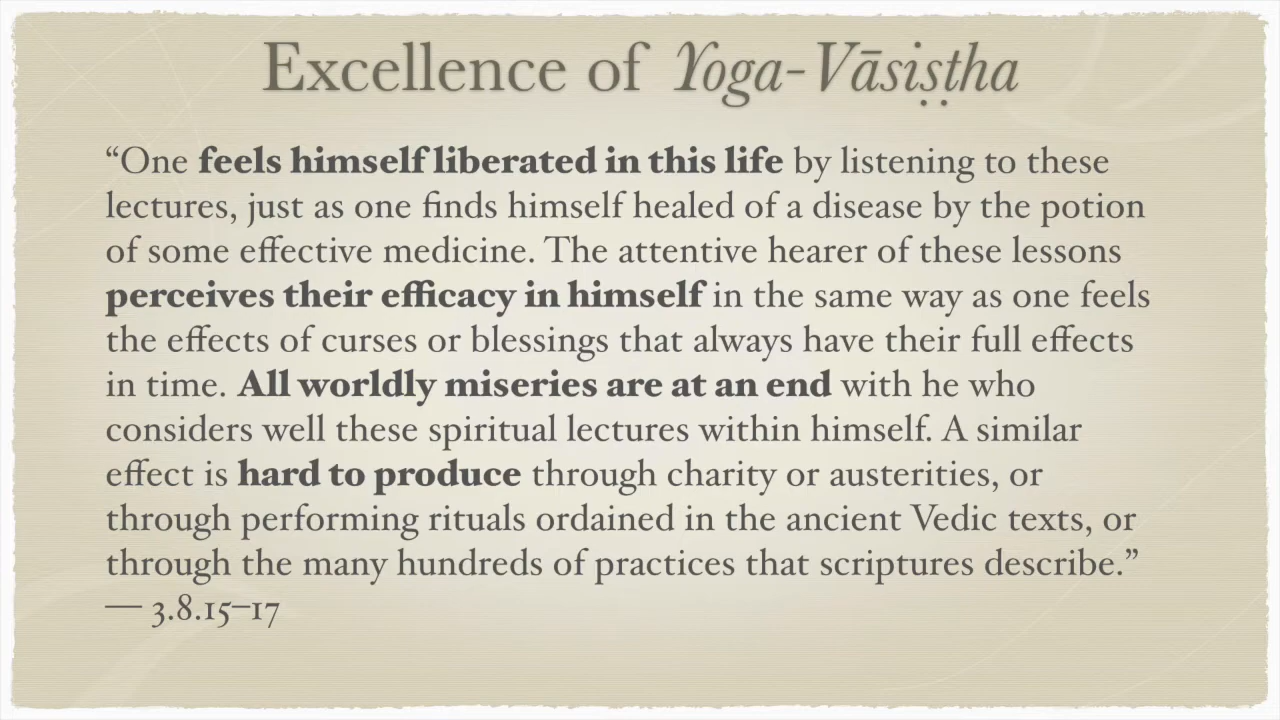 Excellence of Yoga-Vāsiṣṭha
“One feels himself liberated in this life by listening to these
lectures, just as one finds himself healed of a disease by the potion
of some effective medicine. The attentive hearer of these lessons
perceives their efficacy in himself in the same way as one feels
the effects of curses or blessings that always have their full effects
in time. All worldly miseries are at an end with he who
considers well these spiritual lectures within himself. A similar
effect is hard to produce through charity or austerities, or
through performing rituals ordained in the ancient Vedic texts, or
through the many hundreds of practices that scriptures describe.”
— 3.8.15–17